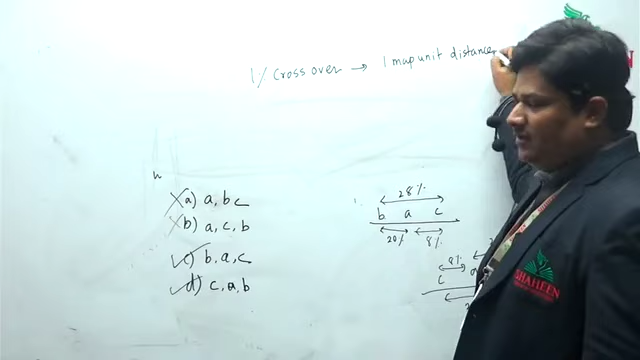 1% Cross over → 1 map unit distance
a) a, b c
b) a, c, b
c) b, a, c
d) c, a, b
28%
b a c
20% 8%
c
SHAHEEN